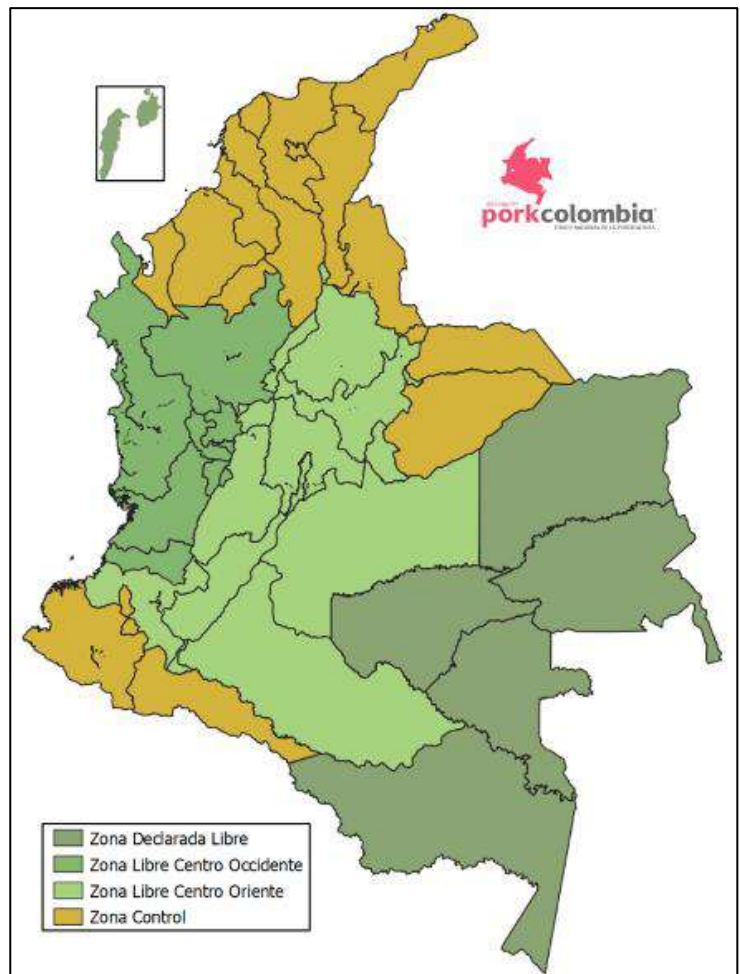 porkcolombia
Zona Declarada Libre
Zona Libre Centro Occidente
Zona Libre Centro Oriente
Zona Control